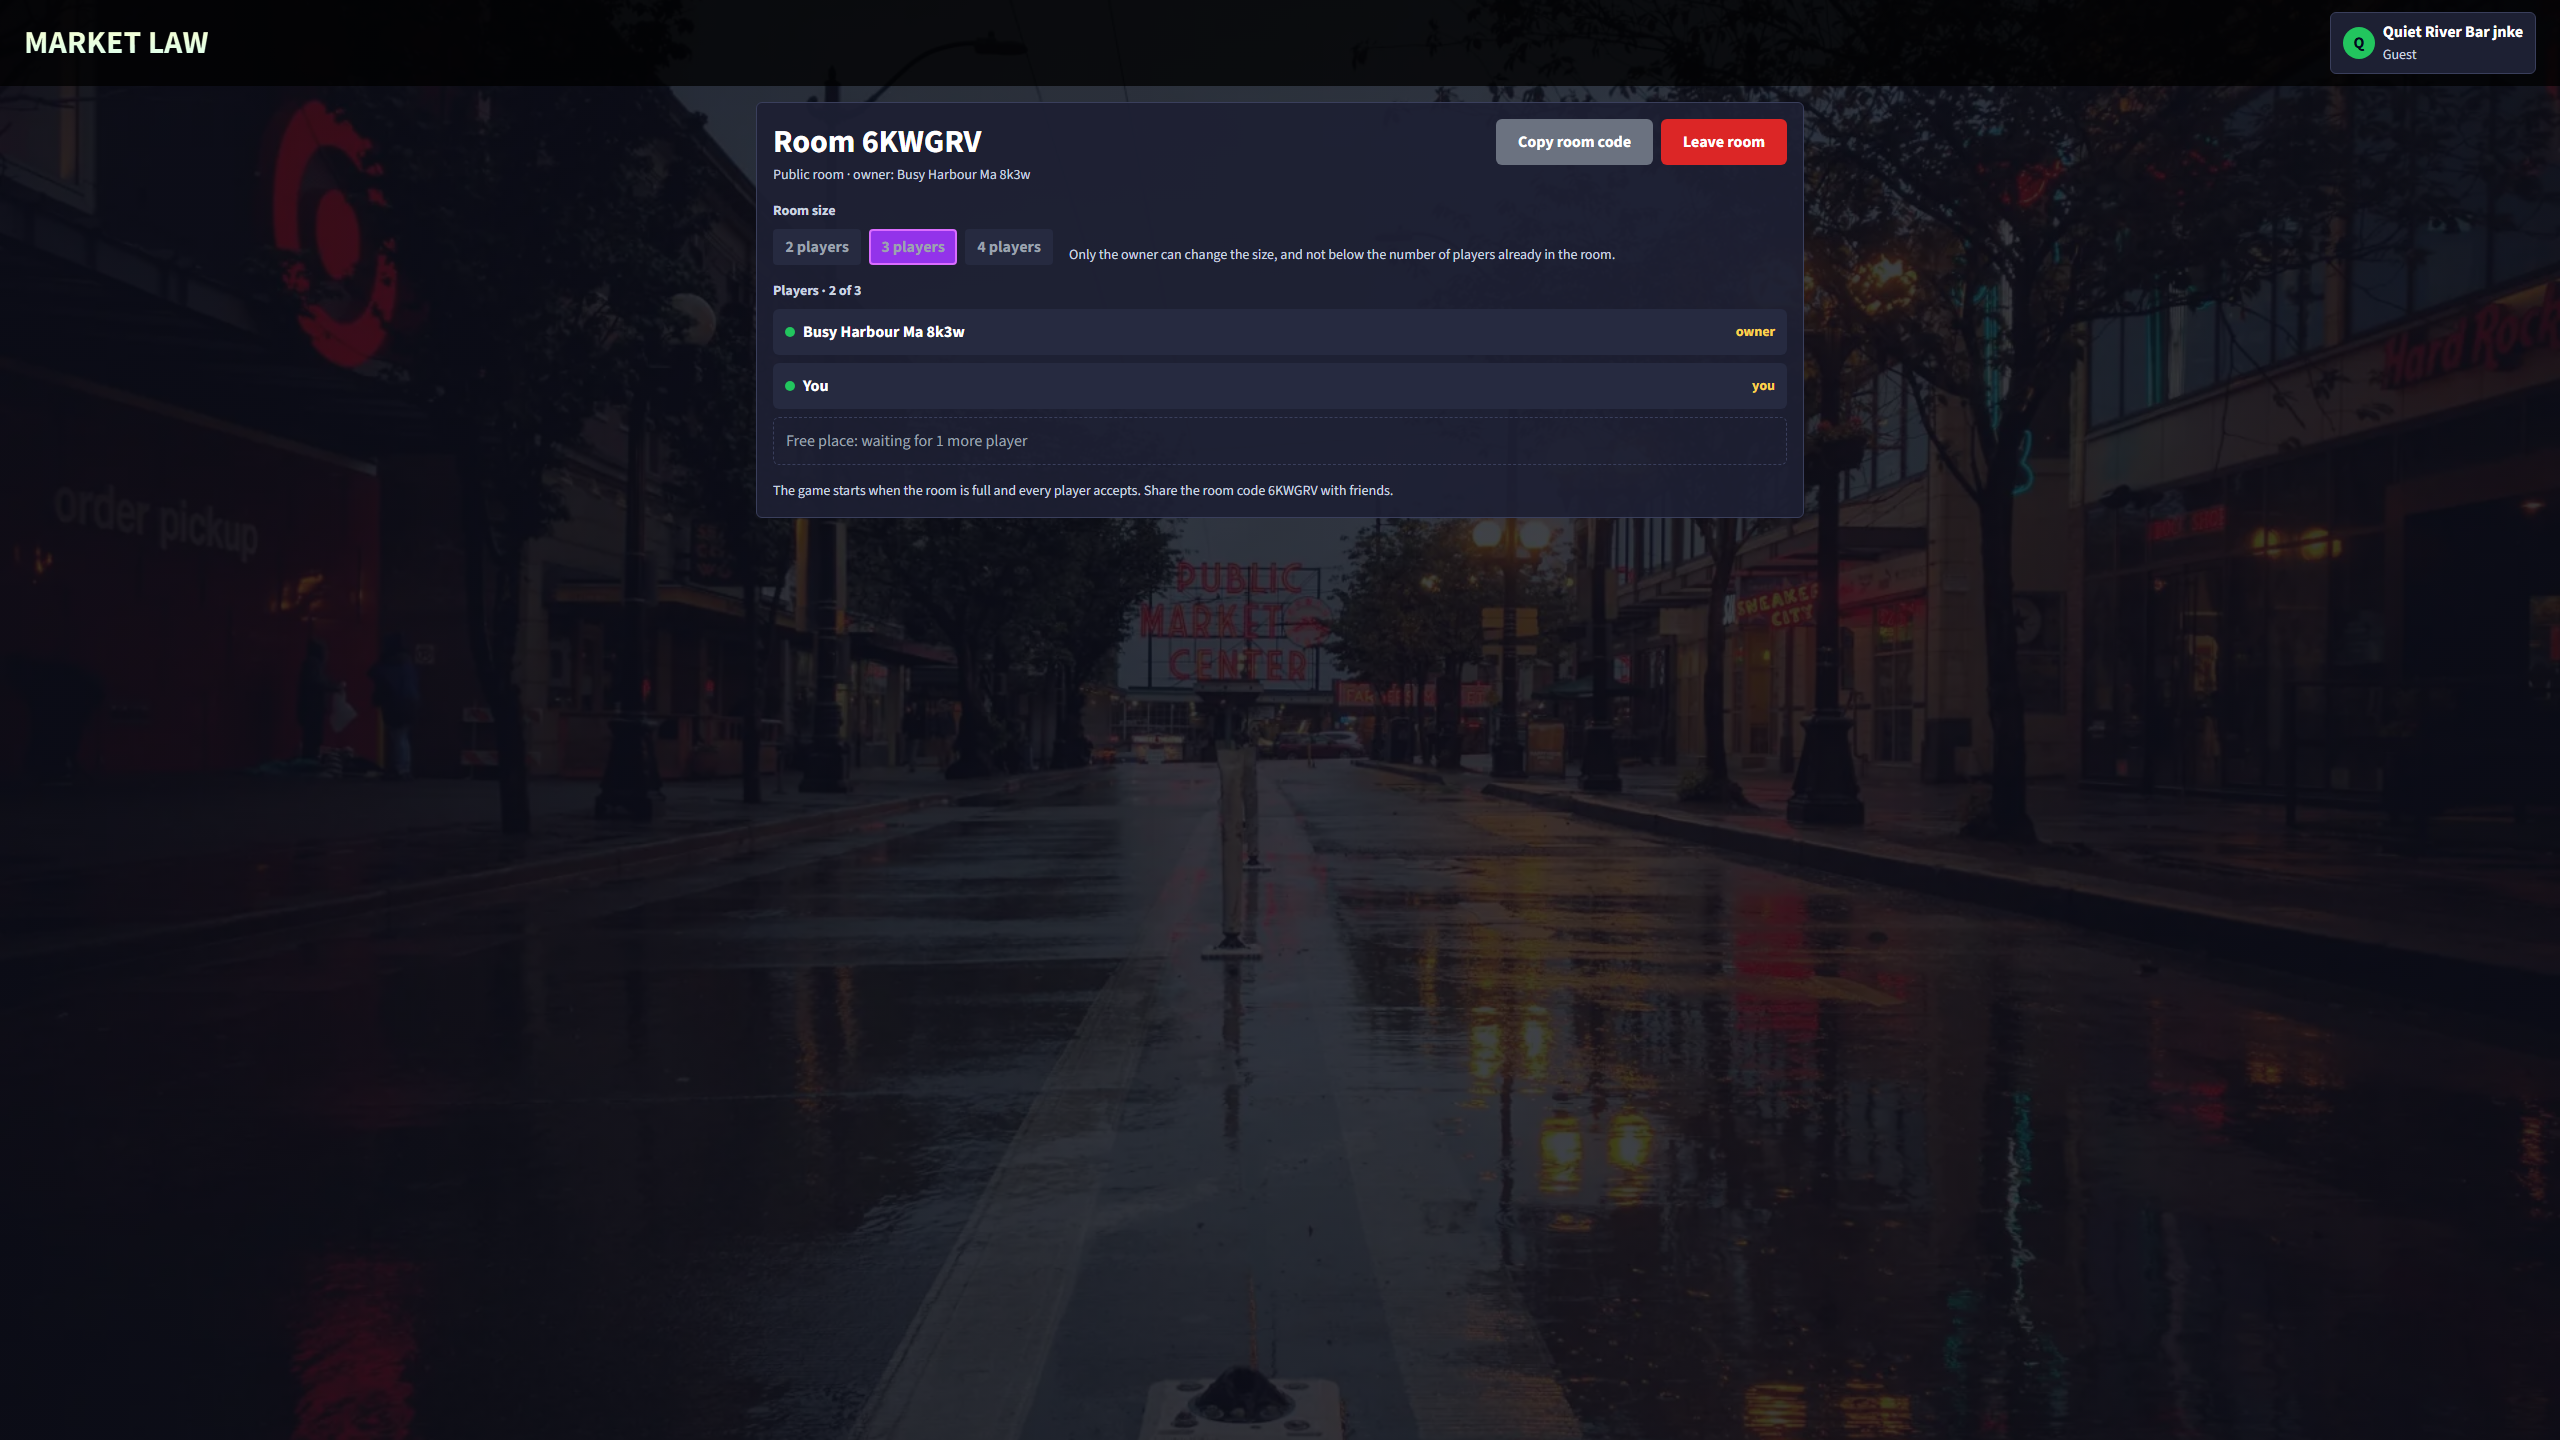 MARKET LAW
Q
Quiet River Bar jnke
Guest
Room 6KWGRV
Copy room code
Leave room
Public room · owner: Busy Harbour Ma 8k3w
Room size
2 players
3 players
4 players
Only the owner can change the size, and not below the number of players already in the room.
Players · 2 of 3
Busy Harbour Ma 8k3w
owner
You
you
Free place: waiting for 1 more player
The game starts when the room is full and every player accepts. Share the room code 6KWGRV with friends.
order pickup
Hard Rock
PUBLIC
MARKET
CENTER
SNEAKER
CITY